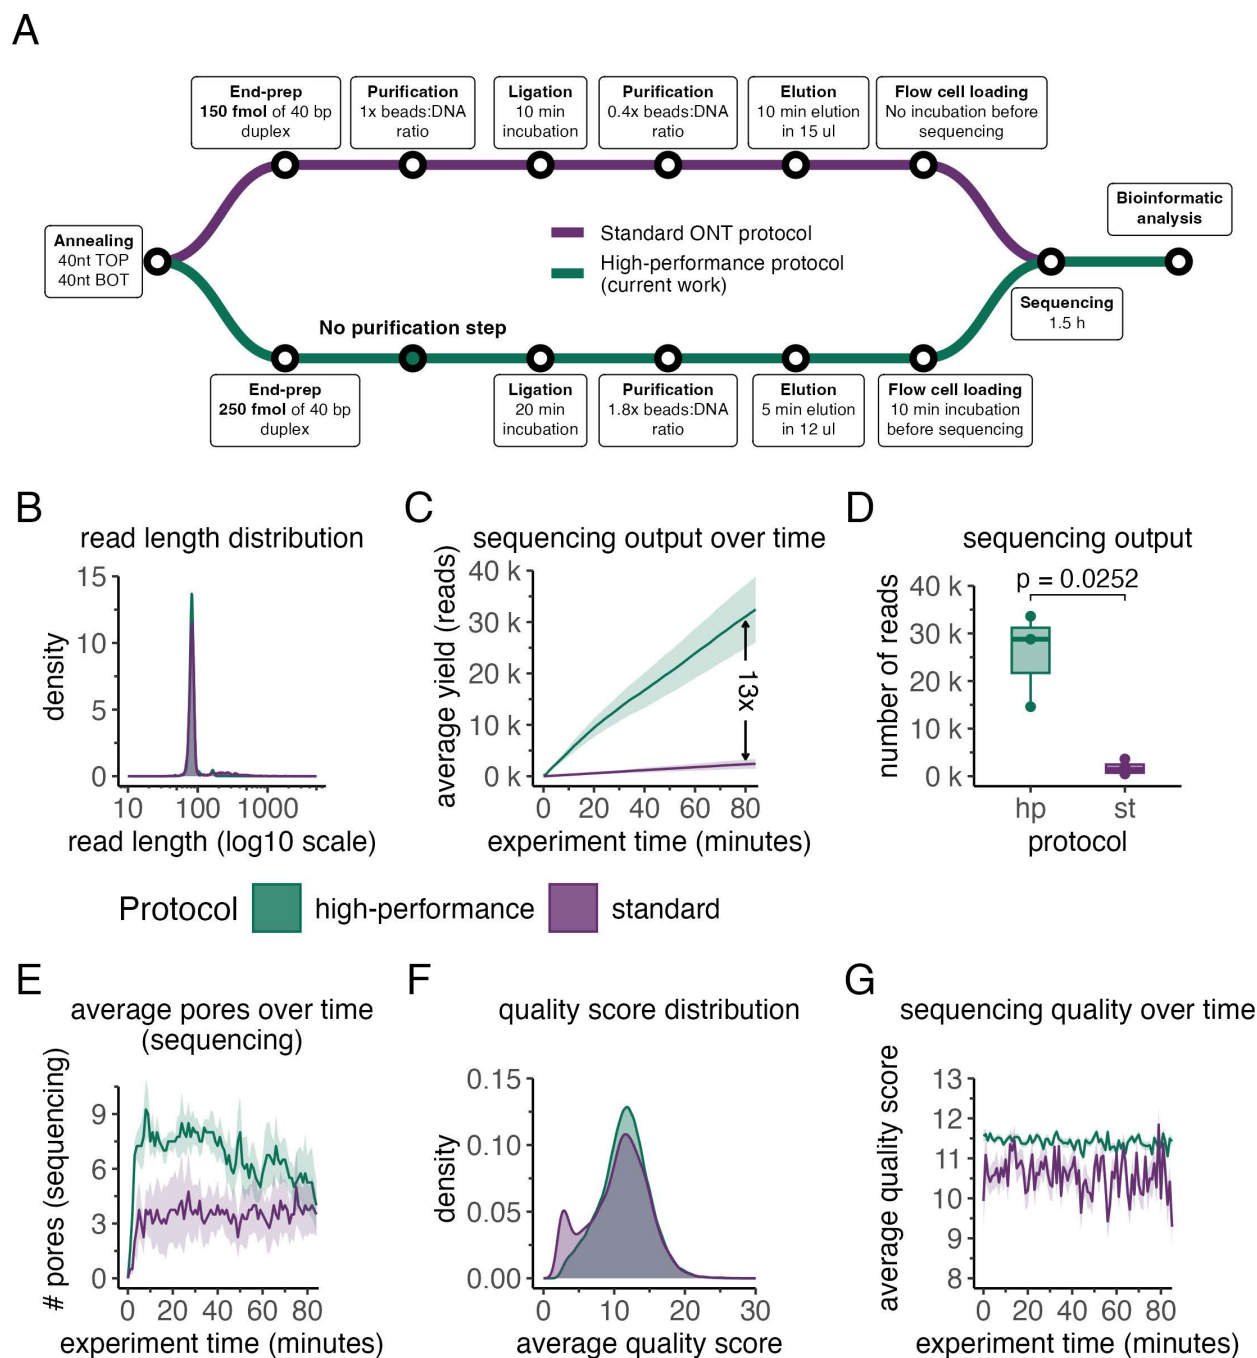 A
End-prep
150 fmol of 40 bp
duplex
Purification
1x beads:DNA
ratio
Ligation
10 min
incubation
Purification
0.4x beads:DNA
ratio
Elution
10 min elution
in 15 ul
Flow cell loading
No incubation before
sequencing
Annealing
40nt TOP
40nt BOT
Standard ONT protocol
High-performance protocol
(current work)
Bioinformatic
analysis
Sequencing
1.5 h
No purification step
End-prep
250 fmol of 40 bp
duplex
Ligation
20 min
incubation
Purification
1.8x beads:DNA
ratio
Elution
5 min elution
in 12 ul
Flow cell loading
10 min incubation
before sequencing
B
read length distribution
density
15
10
5
0
10 100 1000
read length (log10 scale)
C
sequencing output over time
average yield (reads)
40 k
30 k
20 k
10 k
0 k
13x
0 20 40 60 80
experiment time (minutes)
D
sequencing output
number of reads
p = 0.0252
40 k
30 k
20 k
10 k
0 k
hp st
protocol
Protocol high-performance standard
E
average pores over time
(sequencing)
# pores (sequencing)
9
6
3
0
0 20 40 60 80
experiment time (minutes)
F
quality score distribution
density
0.15
0.10
0.05
0.00
0 10 20 30
average quality score
G
sequencing quality over time
average quality score
13
12
11
10
9
8
0 20 40 60 80
experiment time (minutes)